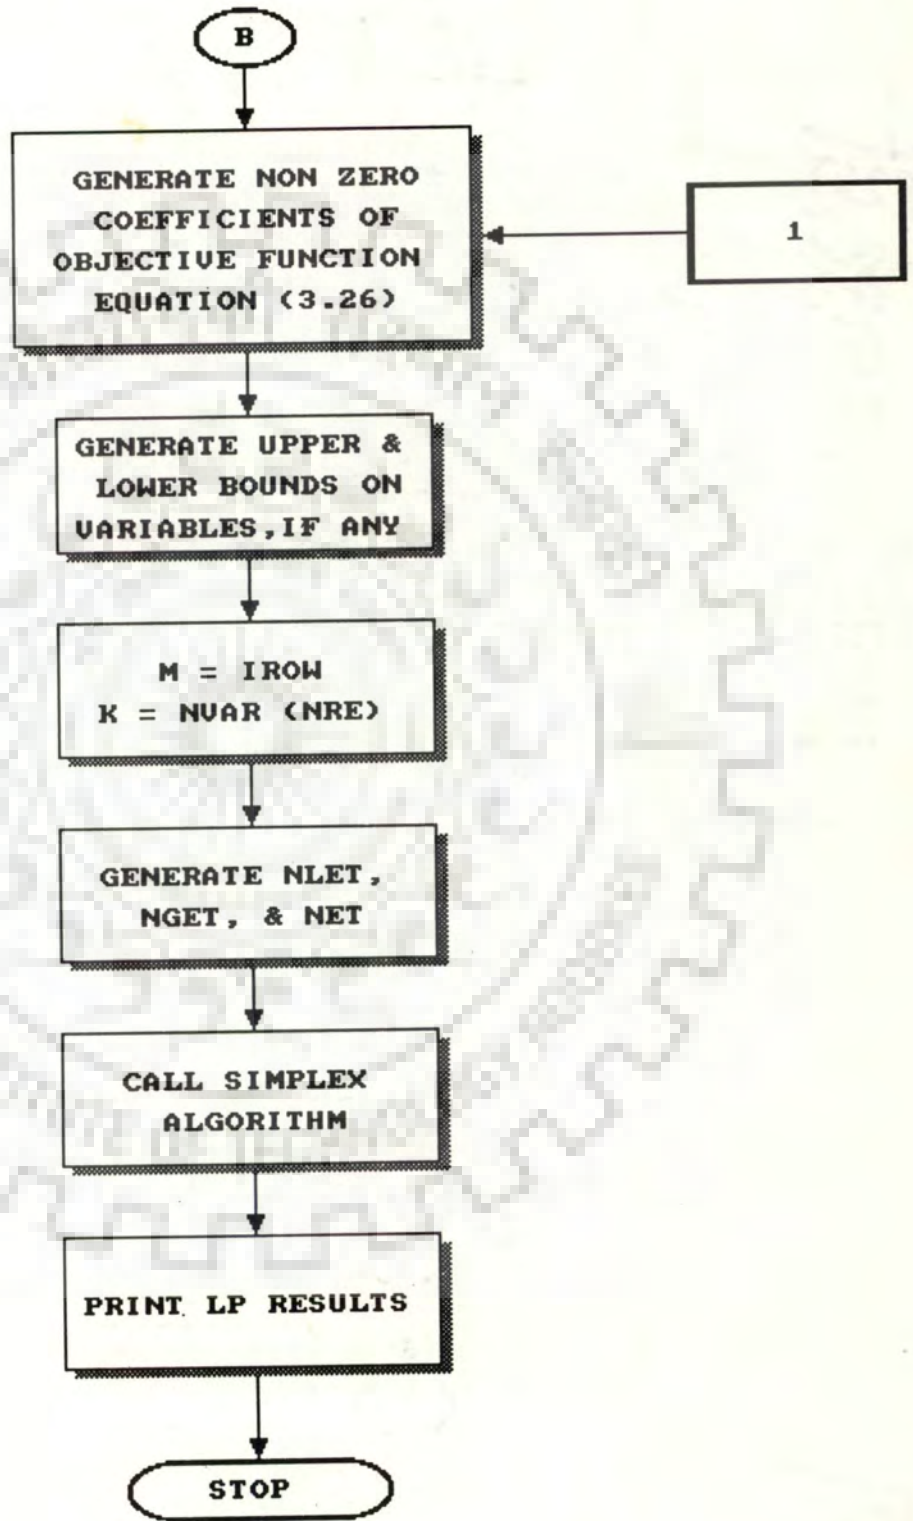 B
GENERATE NON ZERO
COEFFICIENTS OF
OBJECTIVE FUNCTION
EQUATION (3.26)
1
GENERATE UPPER &
LOWER BOUNDS ON
VARIABLES,IF ANY
M = IROW
K = NVAR (NRE)
GENERATE NLET,
NGET, & NET
CALL SIMPLEX
ALGORITHM
PRINT LP RESULTS
STOP